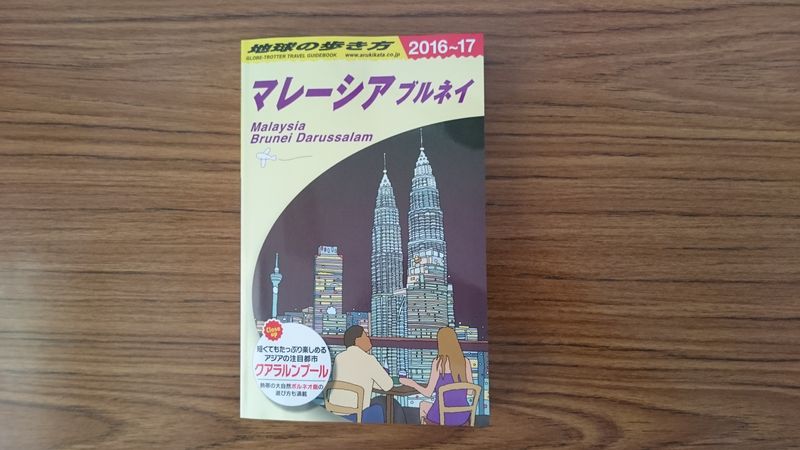 地球の歩き方
2016~17
GLOBE-TROTTER TRAVEL GUIDEBOOK
www.arukikata.co.jp
マレーシア ブルネイ
Malaysia
Brunei Darussalam
Close up
短くてもたっぷり楽しめる
アジアの注目都市
クアラルンプール
熱帯の大自然ボルネオ島の
遊び方も満載